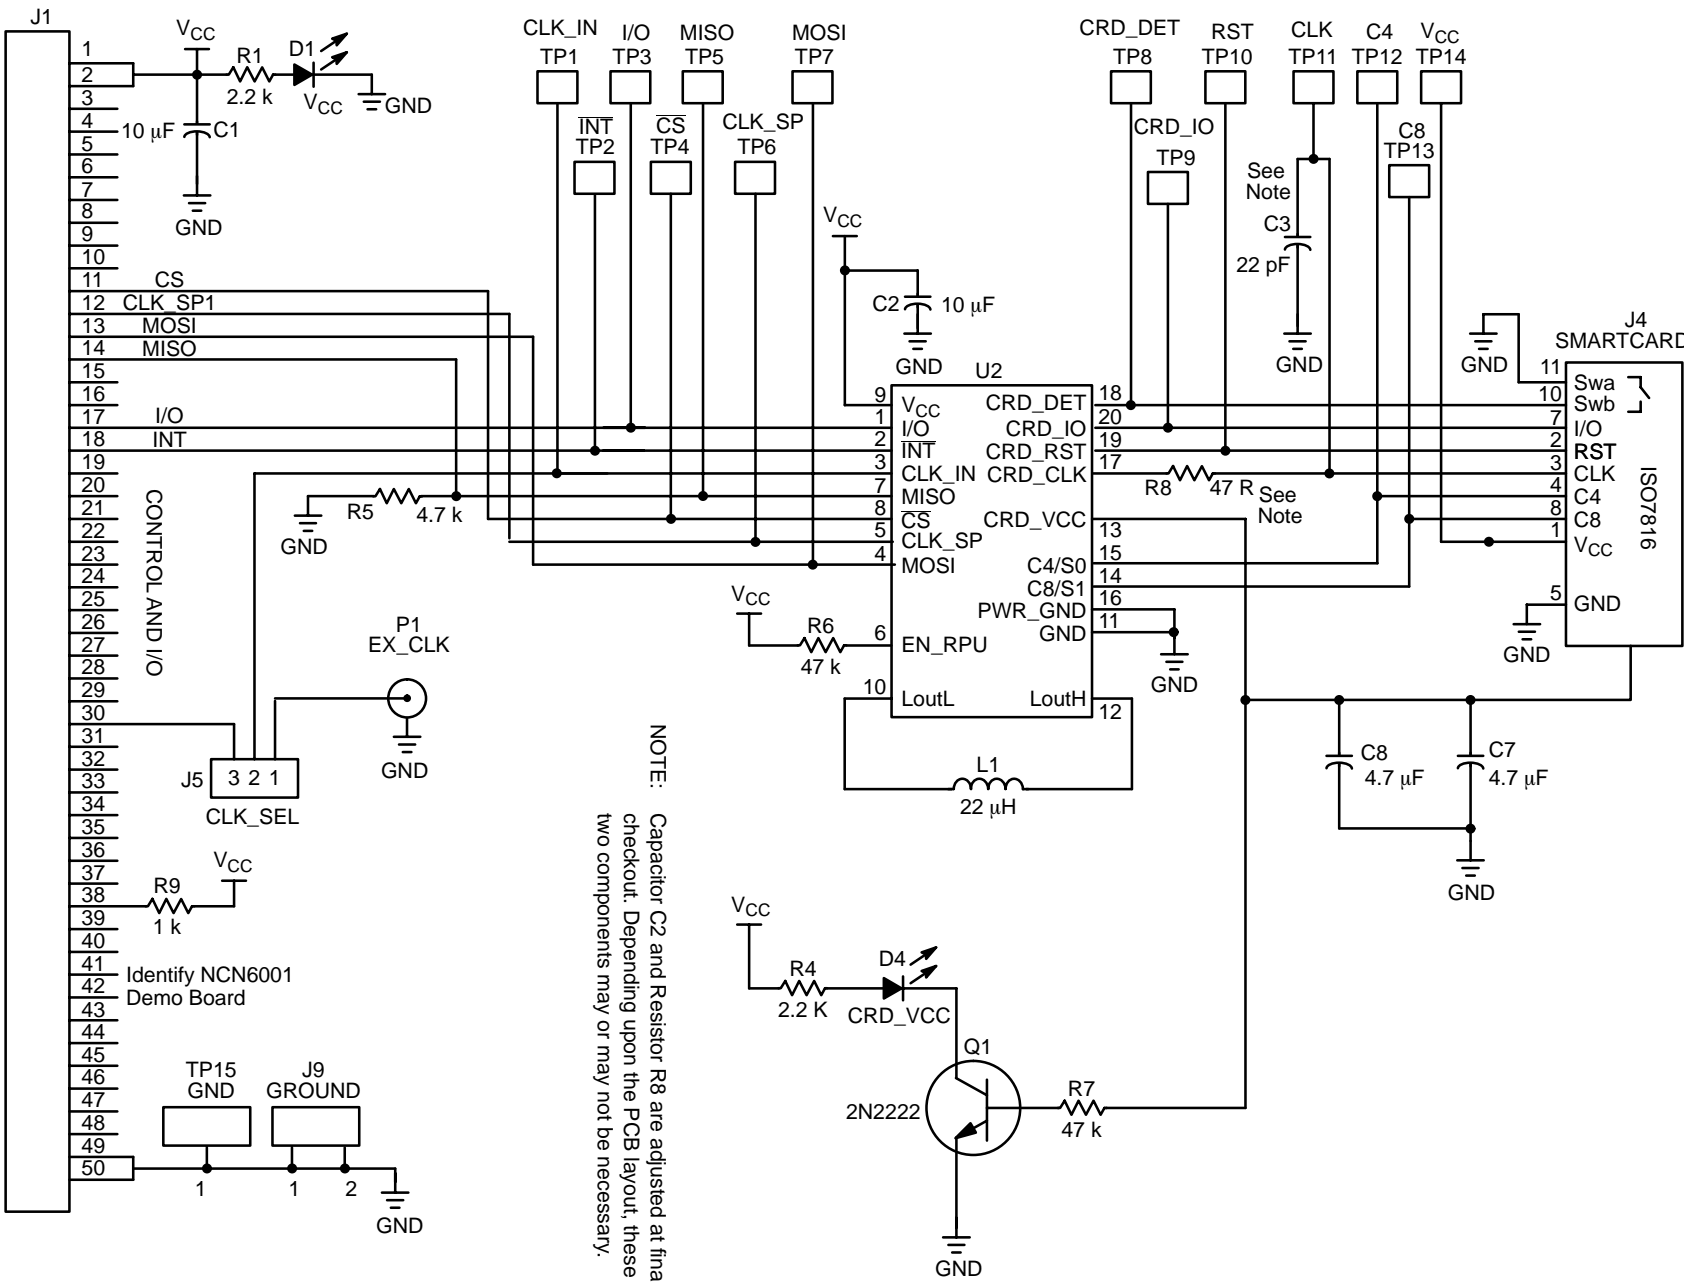 J1
1
2
3
4
5
6
7
8
9
10
11
12
13
14
15
16
17
18
19
20
21
22
23
24
25
26
27
28
29
30
31
32
33
34
35
36
37
38
39
40
41
42
43
44
45
46
47
48
49
50
CONTROL AND I/O
VCC
R1
2.2 k
D1
VCC
GND
10 µF
C1
GND
CS
CLK_SP1
MOSI
MISO
I/O
INT
GND
R5
4.7 k
P1
EX_CLK
GND
J5
3 2 1
CLK_SEL
VCC
R9
1 k
Identify NCN6001
Demo Board
TP15
GND
J9
GROUND
1
1
2
GND
CLK_IN
TP1
I/O
TP3
MISO
TP5
MOSI
TP7
INT
TP2
CS
TP4
CLK_SP
TP6
VCC
C2
10 µF
GND
U2
9
VCC
1
I/O
2
INT
3
CLK_IN
7
MISO
8
CS
5
CLK_SP
4
MOSI
6
EN_RPU
10
LoutL
CRD_DET
18
CRD_IO
20
CRD_RST
19
CRD_CLK
17
CRD_VCC
13
C4/S0
15
C8/S1
14
PWR_GND
16
GND
11
LoutH
12
VCC
R6
47 k
L1
22 µH
GND
CRD_DET
TP8
RST
TP10
CLK
TP11
C4
TP12
VCC
TP14
CRD_IO
TP9
C8
TP13
See
Note
C3
22 pF
GND
R8
47 R
See
Note
GND
J4
SMARTCARD
11
Swa
10
Swb
7
I/O
2
RST
3
CLK
4
C4
8
C8
1
VCC
5
GND
ISO7816
GND
C8
4.7 µF
C7
4.7 µF
GND
NOTE: Capacitor C2 and Resistor R8 are adjusted at fina
checkout. Depending upon the PCB layout, these
two components may or may not be necessary.
VCC
R4
2.2 K
D4
CRD_VCC
Q1
2N2222
R7
47 k
GND